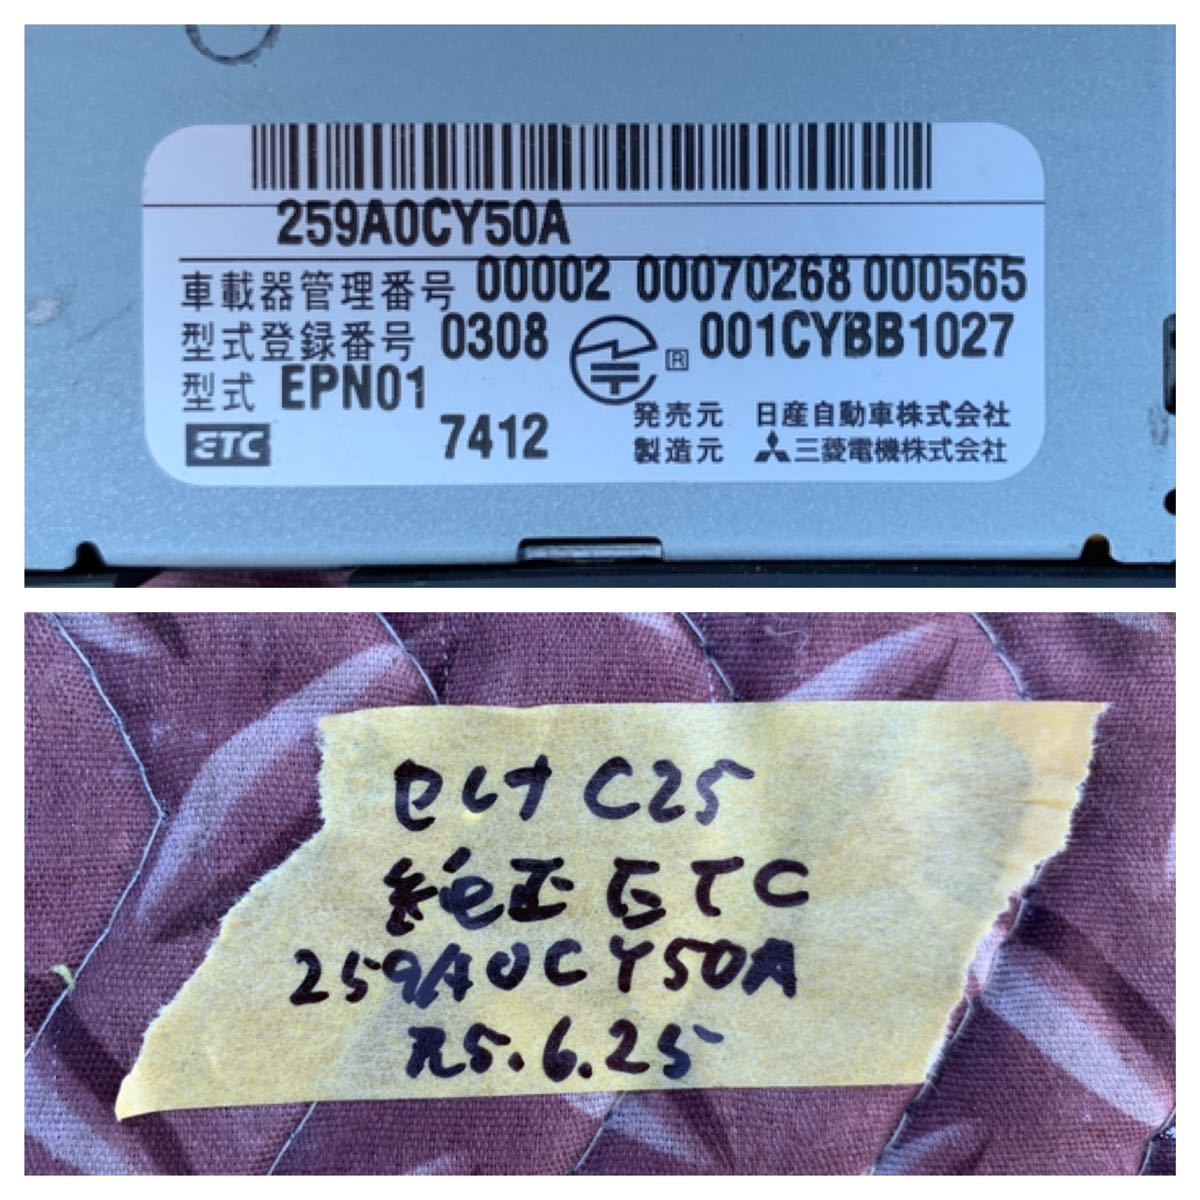 259A0CY50A
車載器管理番号 00002 00070268 000565
型式登録番号 0308 R 001CYBB1027
型式 EPN01
ETC 7412
発売元 日産自動車株式会社
製造元 三菱電機株式会社
セレナ C25
純正 ETC
259A0CY50A
R5.6.25